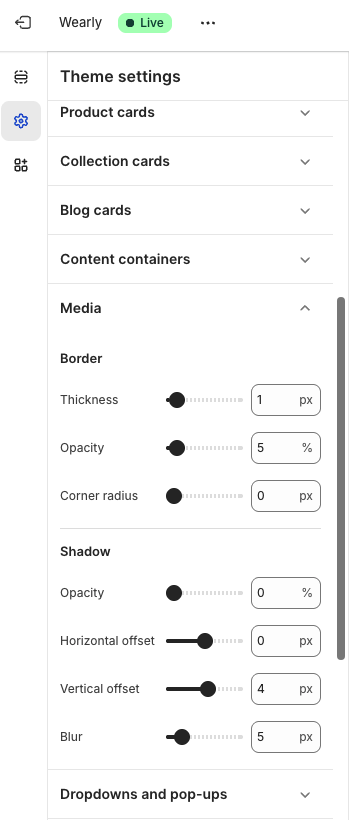 Wearly Live
Theme settings
Product cards
Collection cards
Blog cards
Content containers
Media
Border
Thickness 1 px
Opacity 5 %
Corner radius 0 px
Shadow
Opacity 0 %
Horizontal offset 0 px
Vertical offset 4 px
Blur 5 px
Dropdowns and pop-ups